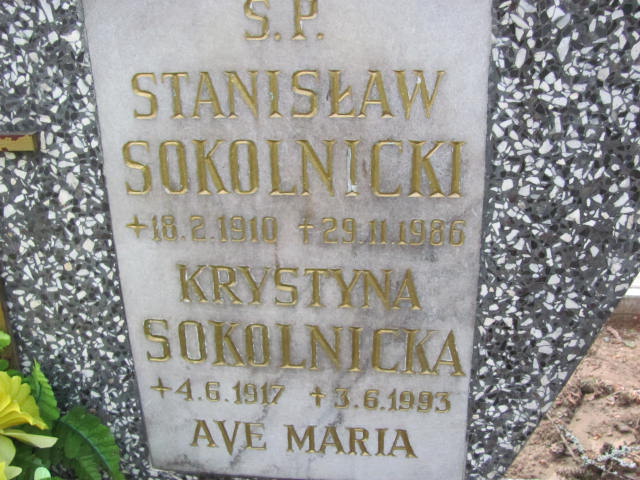 S.P.
STANISŁAW
SOKOLNICKI
+18.2.1910 +29.11.1986
KRYSTYNA
SOKOLNICKA
+4.6.1917 +3.6.1993
AVE MARIA